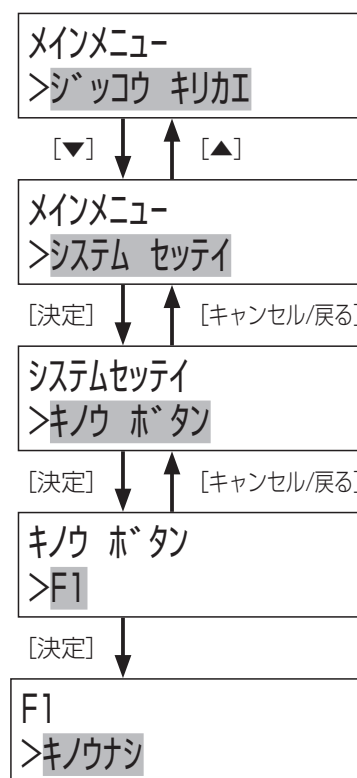 メインメニュー
>ジッコウ キリカエ
[▼] [▲]
メインメニュー
>システム セッテイ
[決定] [キャンセル/戻る]
システムセッテイ
>キノウ ボタン
[決定] [キャンセル/戻る]
キノウ ボタン
>F1
[決定]
F1
>キノウナシ